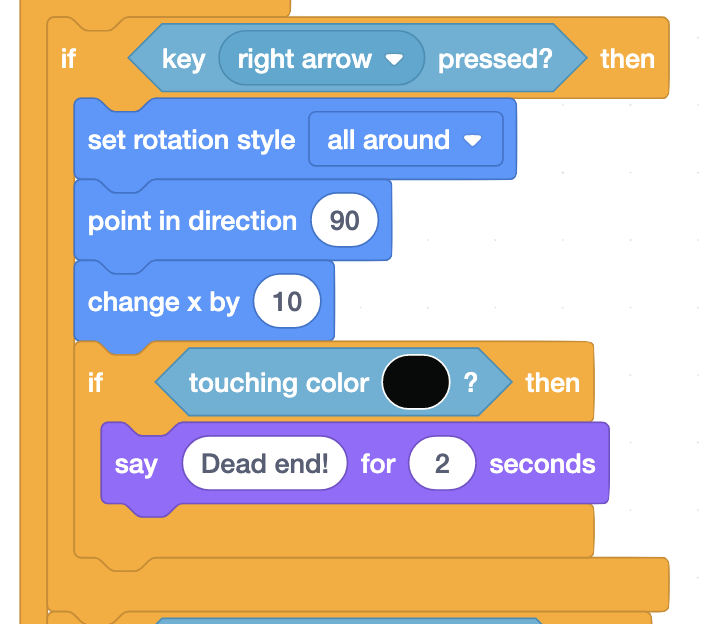 if key right arrow pressed? then
set rotation style all around
point in direction 90
change x by 10
if touching color ? then
say Dead end! for 2 seconds